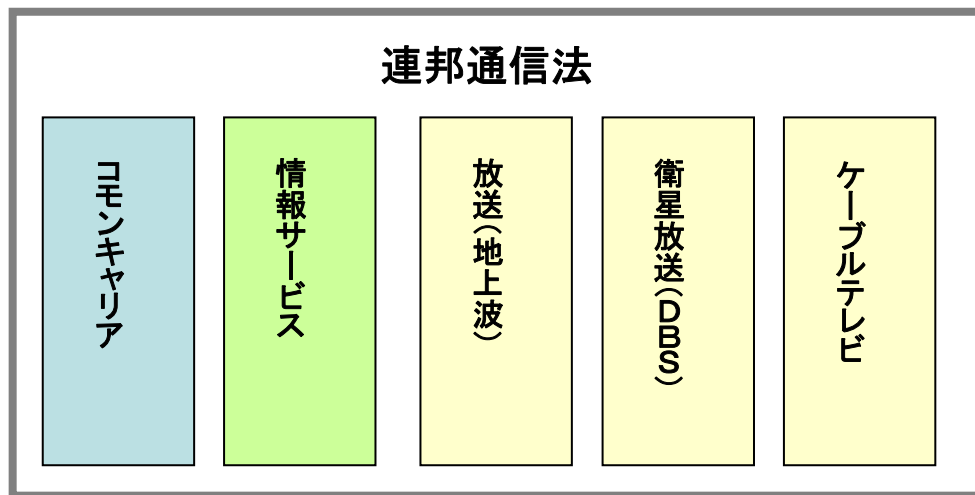 連邦通信法
コモンキャリア
情報サービス
放送(地上波)
衛星放送(DBS)
ケーブルテレビ